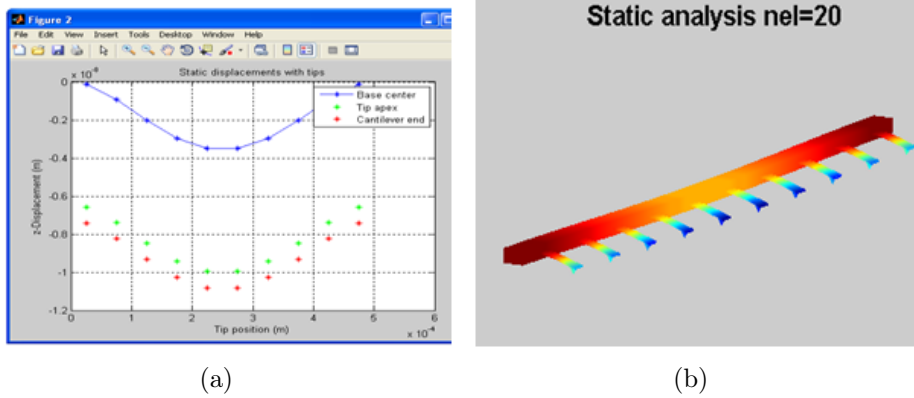 Figure 2
File Edit View Insert Tools Desktop Window Help
Static displacements with tips
x 10⁻⁶
Base center
Tip apex
Cantilever end
z-Displacement (m)
0
-0.2
-0.4
-0.6
-0.8
-1
-1.2
0 1 2 3 4 5 6
Tip position (m)
x 10⁻⁴
(a)
Static analysis nel=20
(b)